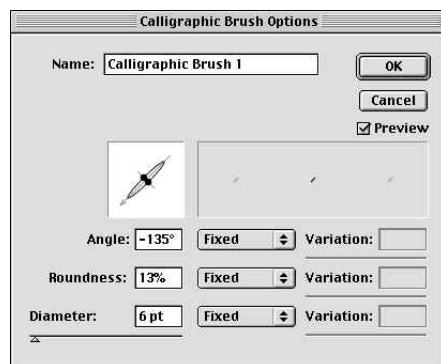 Calligraphic Brush Options
Name: Calligraphic Brush 1
OK
Cancel
Preview
Angle: -135° Fixed Variation:
Roundness: 13% Fixed Variation:
Diameter: 6 pt Fixed Variation: